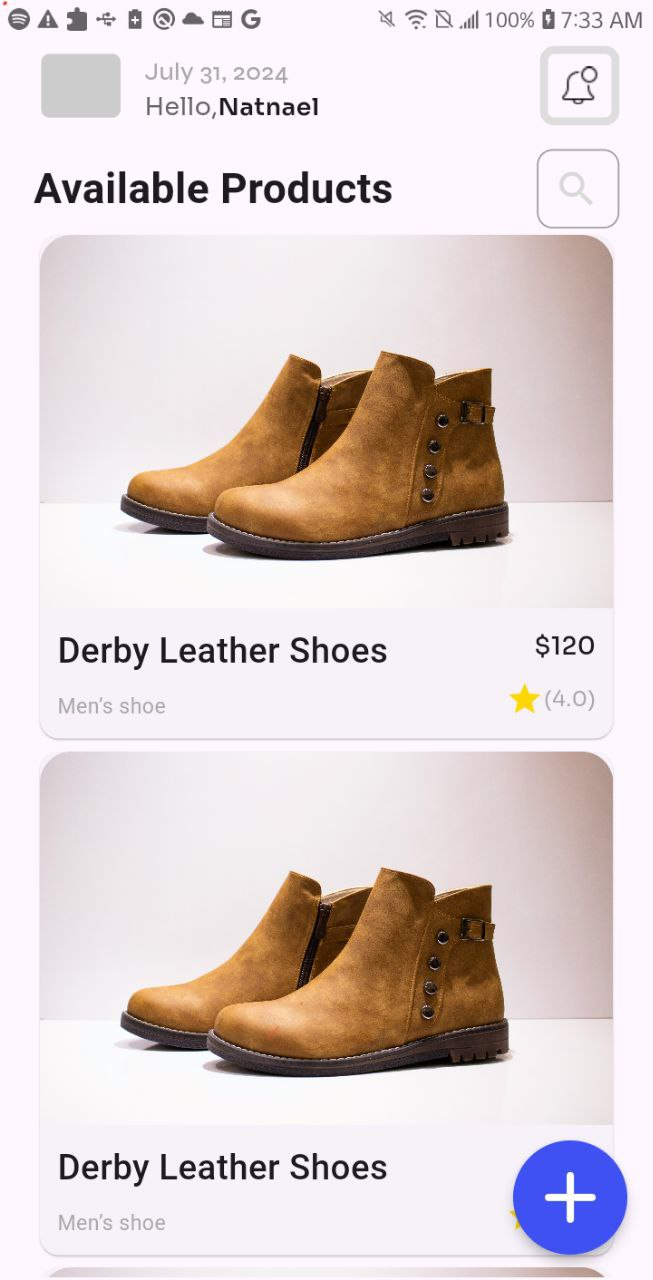 100% 7:33 AM
July 31, 2024
Hello,Natnael
Available Products
Derby Leather Shoes $120
Men's shoe (4.0)
Derby Leather Shoes
Men's shoe